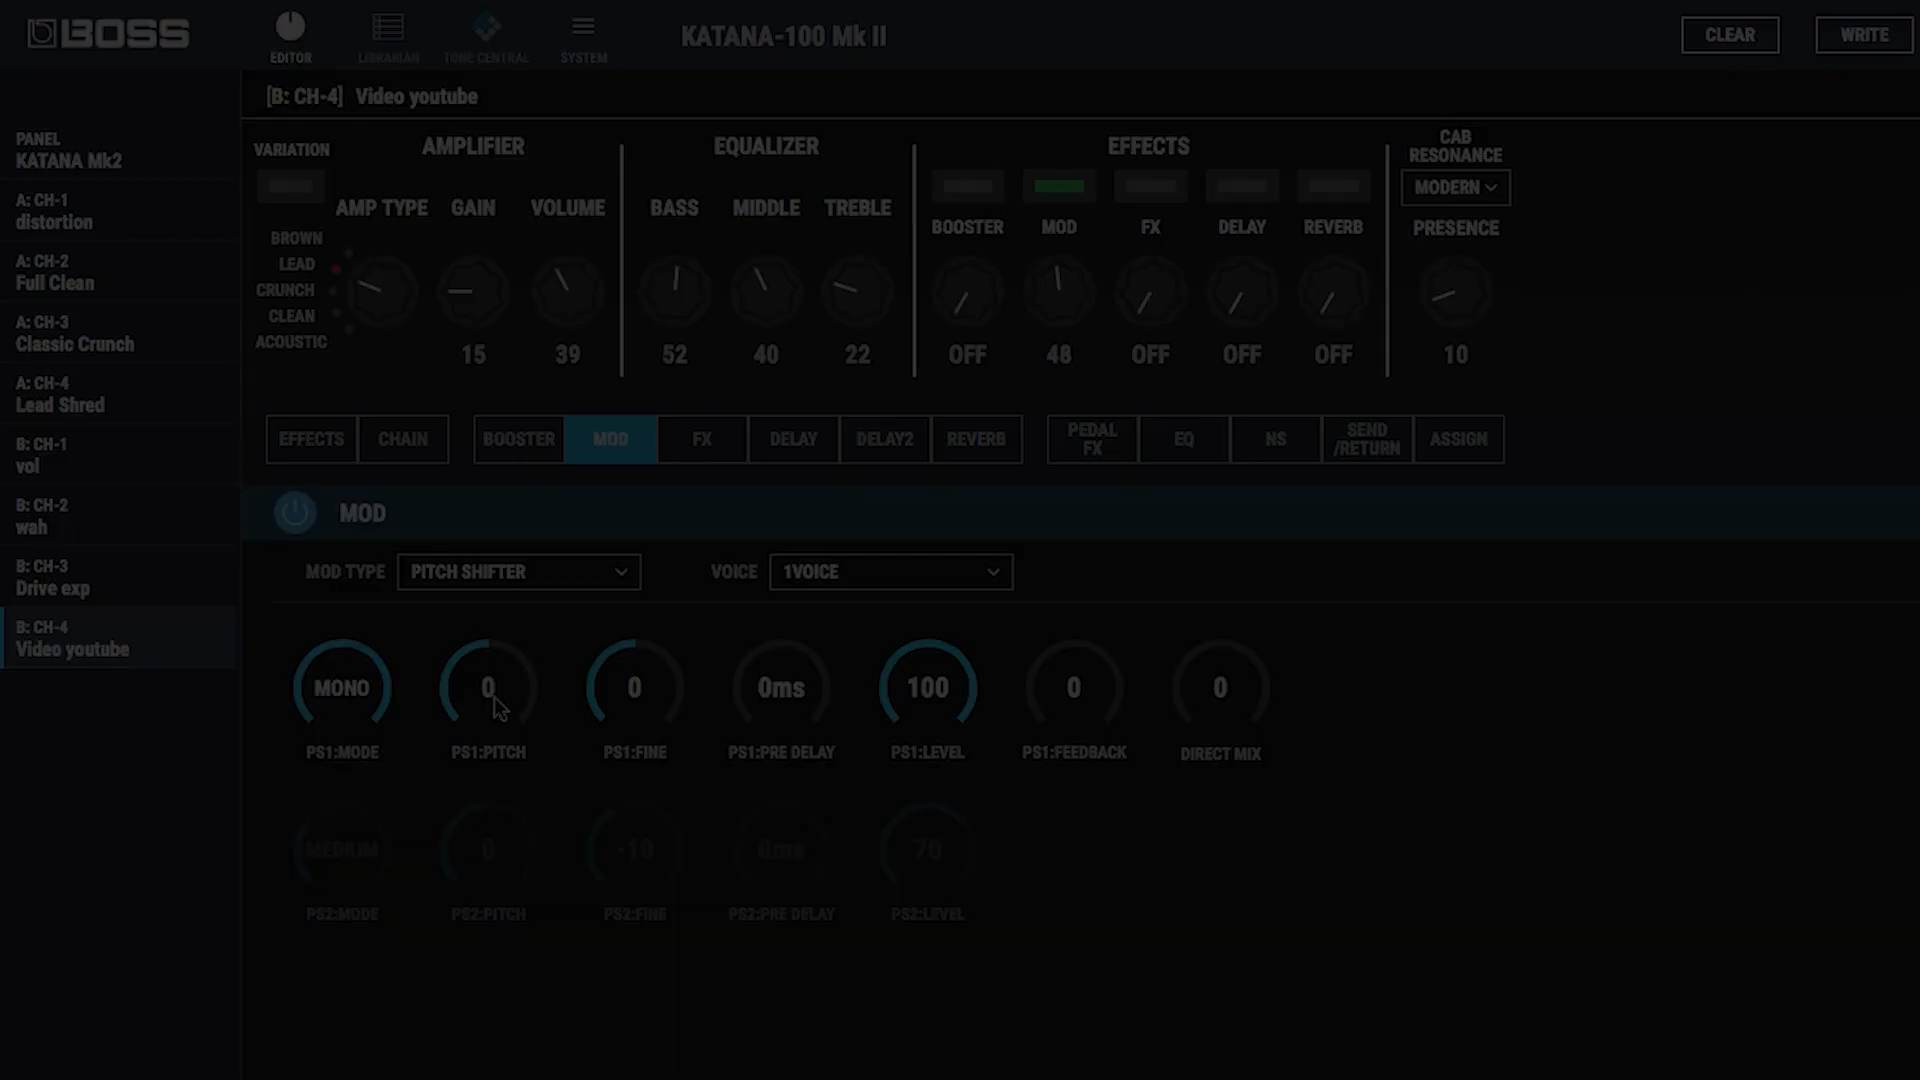 BOSS
EDITOR
LIBRARIAN
TONE CENTRAL
SYSTEM
KATANA-100 Mk II
CLEAR
WRITE
[B: CH-4] Video youtube
PANEL
KATANA Mk2
A: CH-1
distortion
A: CH-2
Full Clean
A: CH-3
Classic Crunch
A: CH-4
Lead Shred
B: CH-1
vol
B: CH-2
wah
B: CH-3
Drive exp
B: CH-4
Video youtube
VARIATION
AMPLIFIER
AMP TYPE GAIN VOLUME
BROWN
LEAD
CRUNCH
CLEAN
ACOUSTIC
15 39
EQUALIZER
BASS MIDDLE TREBLE
52 40 22
EFFECTS
BOOSTER MOD FX DELAY REVERB
OFF 48 OFF OFF OFF
CAB
RESONANCE
MODERN
PRESENCE
10
EFFECTS CHAIN BOOSTER MOD FX DELAY DELAY2 REVERB
PEDAL
FX
EQ
NS
SEND
/RETURN
ASSIGN
MOD
MOD TYPE PITCH SHIFTER VOICE 1VOICE
MONO 0 0 0ms 100 0 0
PS1:MODE PS1:PITCH PS1:FINE PS1:PRE DELAY PS1:LEVEL PS1:FEEDBACK DIRECT MIX
MEDIUM 0 -10 0ms 70
PS2:MODE PS2:PITCH PS2:FINE PS2:PRE DELAY PS2:LEVEL